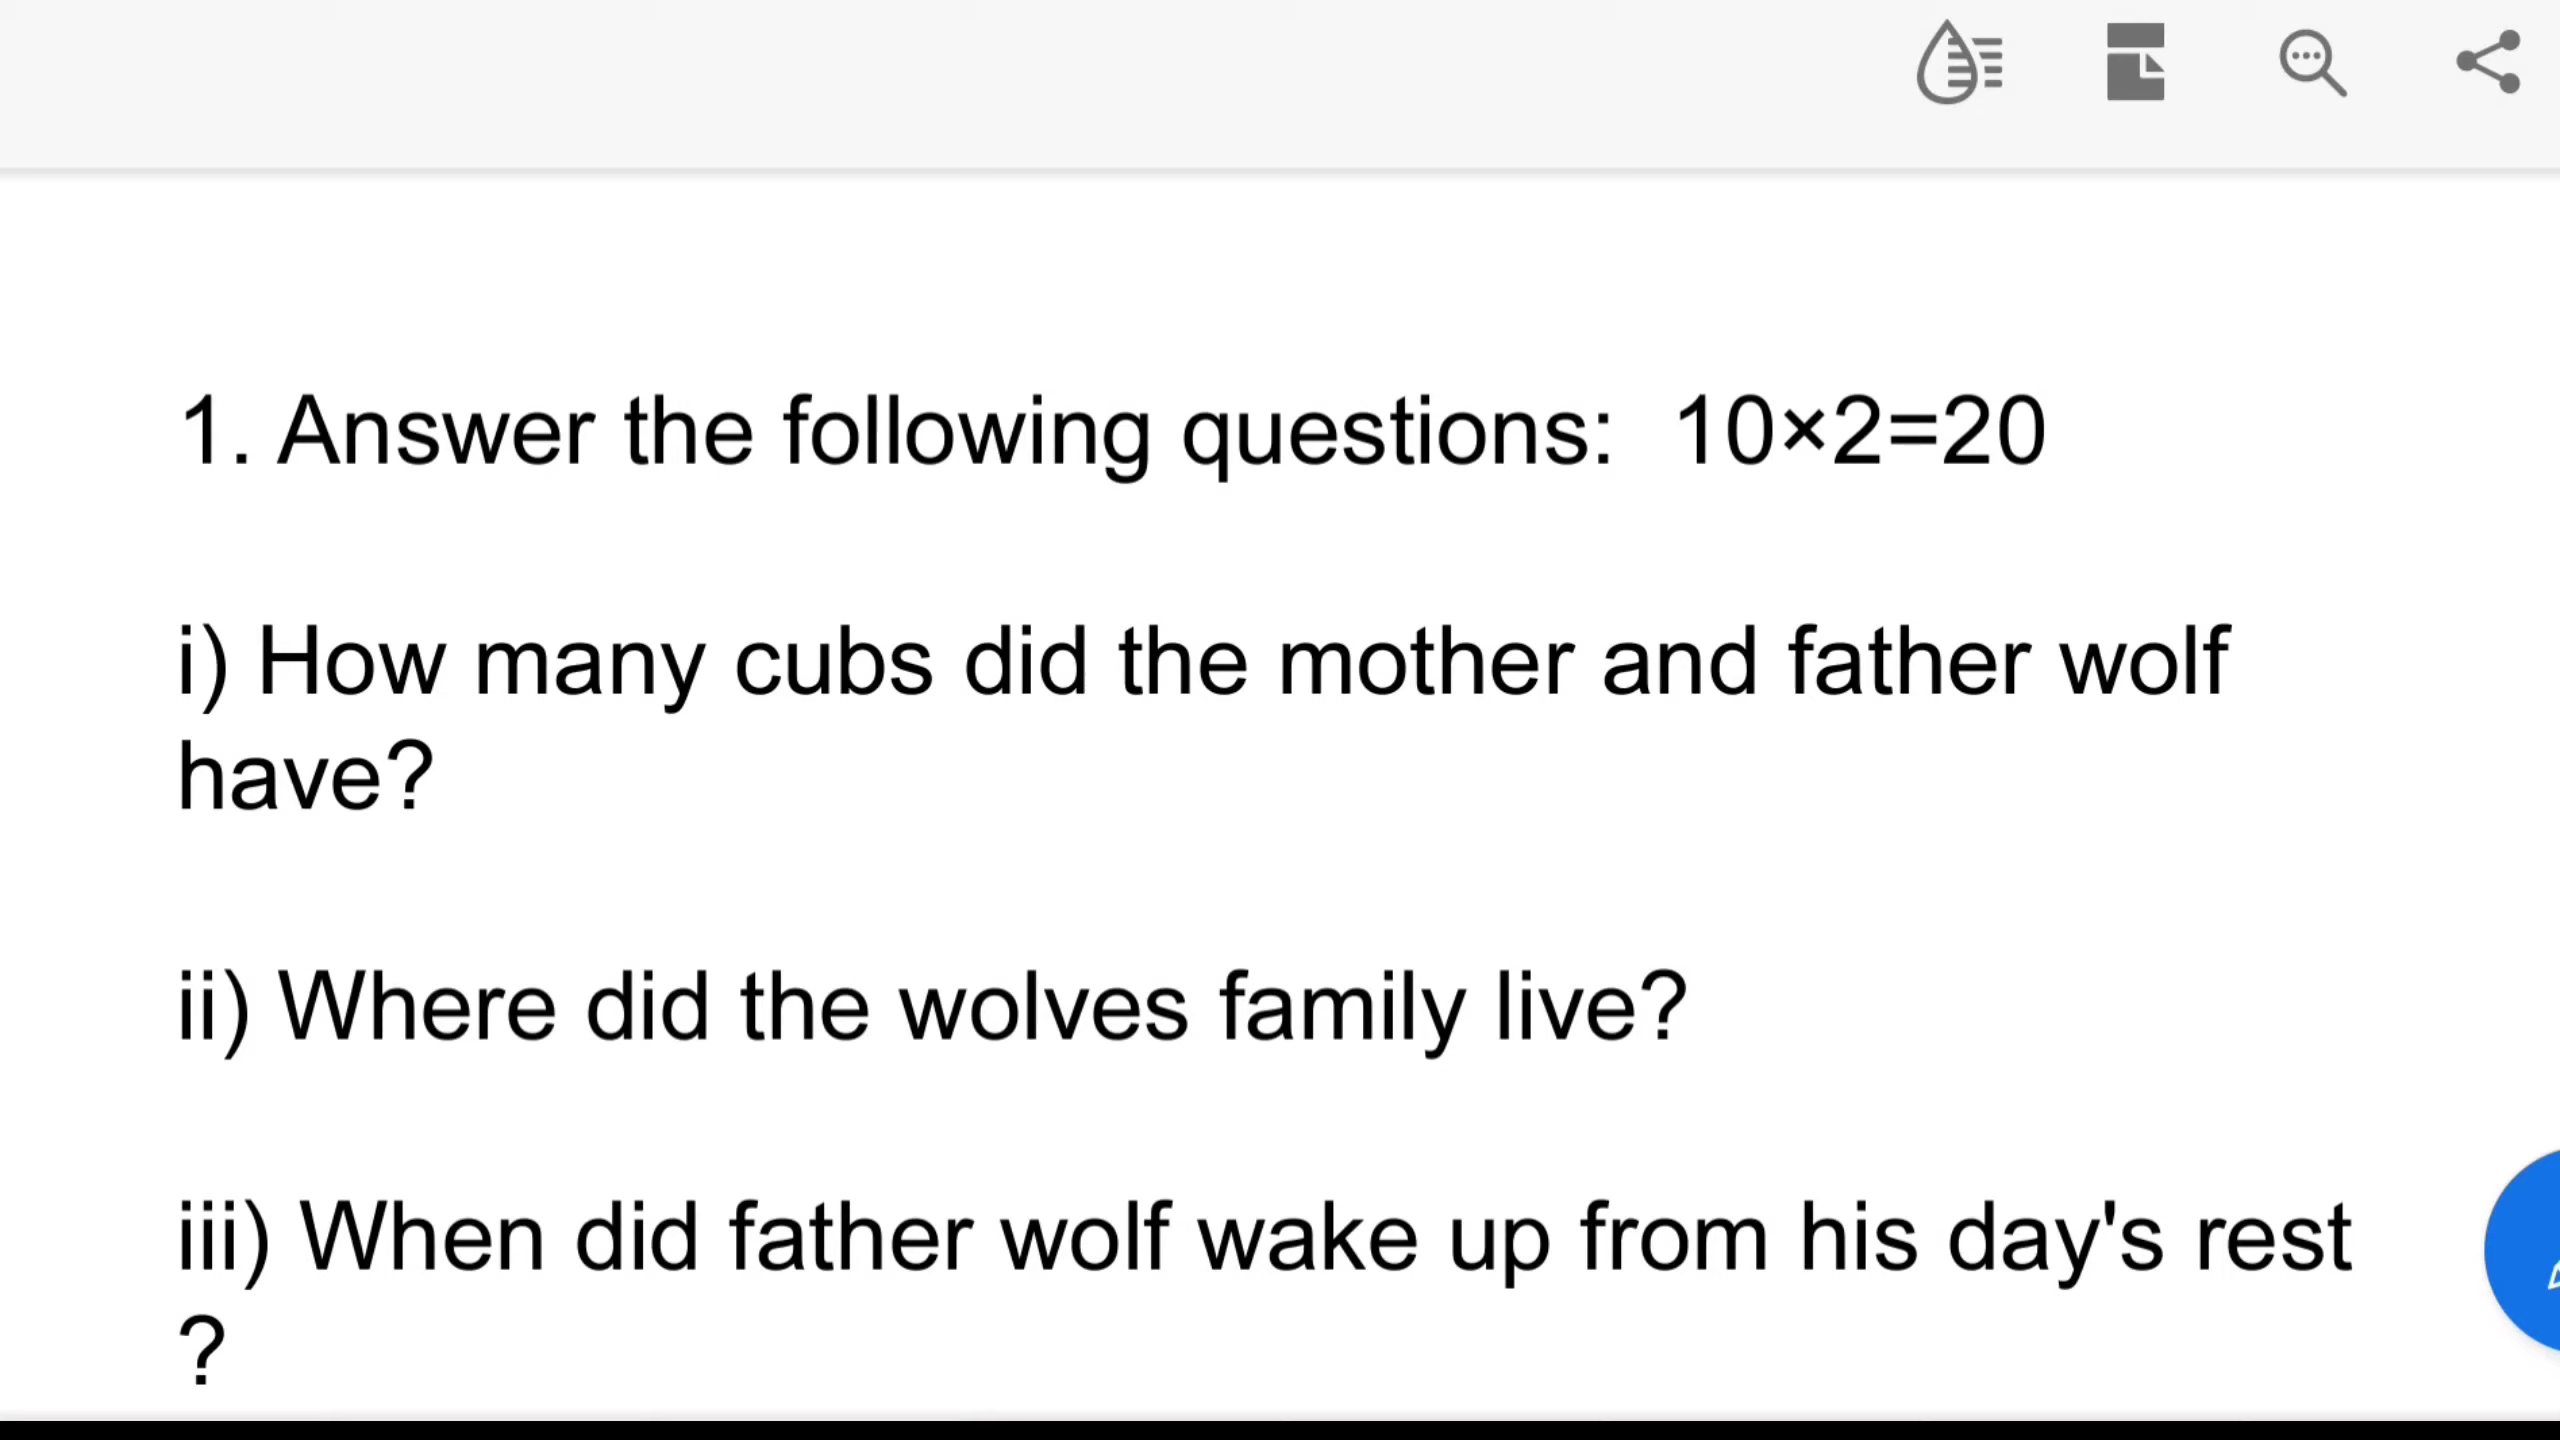 1. Answer the following questions:  10×2=20
i) How many cubs did the mother and father wolf
have?
ii) Where did the wolves family live?
iii) When did father wolf wake up from his day's rest
?